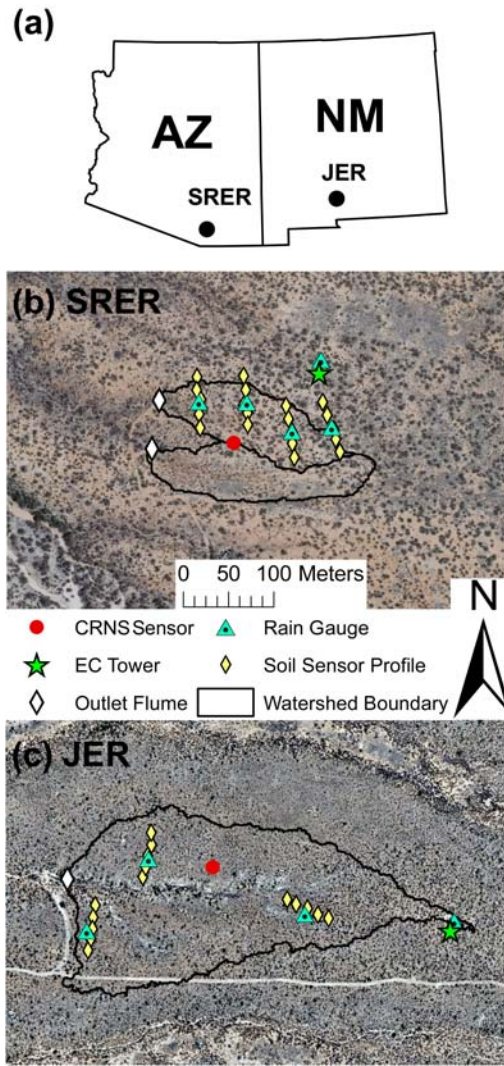 (a)
AZ
NM
SRER
JER
(b) SRER
0 50 100 Meters
N
CRNS Sensor Rain Gauge
EC Tower Soil Sensor Profile
Outlet Flume Watershed Boundary
(c) JER